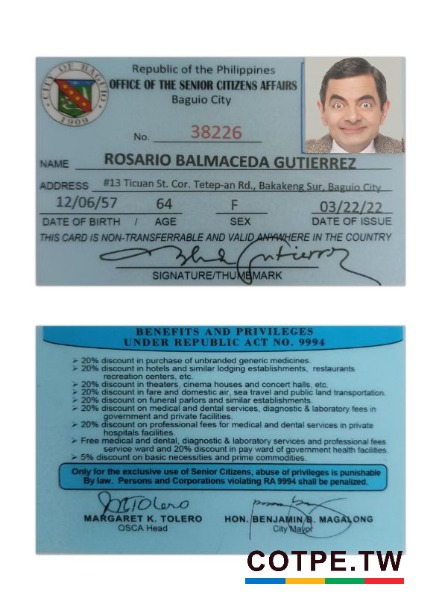 CITY OF BAGUIO
1909
Republic of the Philippines
OFFICE OF THE SENIOR CITIZENS AFFAIRS
Baguio City
No. 38226
NAME ROSARIO BALMACEDA GUTIERREZ
ADDRESS #13 Ticuan St. Cor. Tetep-an Rd., Bakakeng Sur, Baguio City
12/06/57 64 F 03/22/22
DATE OF BIRTH / AGE SEX DATE OF ISSUE
THIS CARD IS NON-TRANSFERRABLE AND VALID ANYWHERE IN THE COUNTRY
SIGNATURE/THUMBMARK
BENEFITS AND PRIVILEGES
UNDER REPUBLIC ACT NO. 9994
➢ 20% discount in purchase of unbranded generic medicines.
➢ 20% discount in hotels and similar lodging establishments, restaurants
recreation centers, etc.
➢ 20% discount in theaters, cinema houses and concert halls, etc.
➢ 20% discount in fare and domestic air, sea travel and public land transportation.
➢ 20% discount on funeral parlors and similar establishments.
➢ 20% discount on medical and dental services, diagnostic & laboratory fees in
government and private facilities.
➢ 20% discount on professional fees for medical and dental services in private
hospitals facilities.
➢ Free medical and dental, diagnostic & laboratory services and professional fees
service ward and 20% discount in pay ward of government health facilities.
➢ 5% discount on basic necessities and prime commodities.
Only for the exclusive use of Senior Citizens, abuse of privileges is punishable
By law. Persons and Corporations violating RA 9994 shall be penalized.
MARGARET K. TOLERO HON. BENJAMIN B. MAGALONG
OSCA Head City Mayor
COTPE.TW